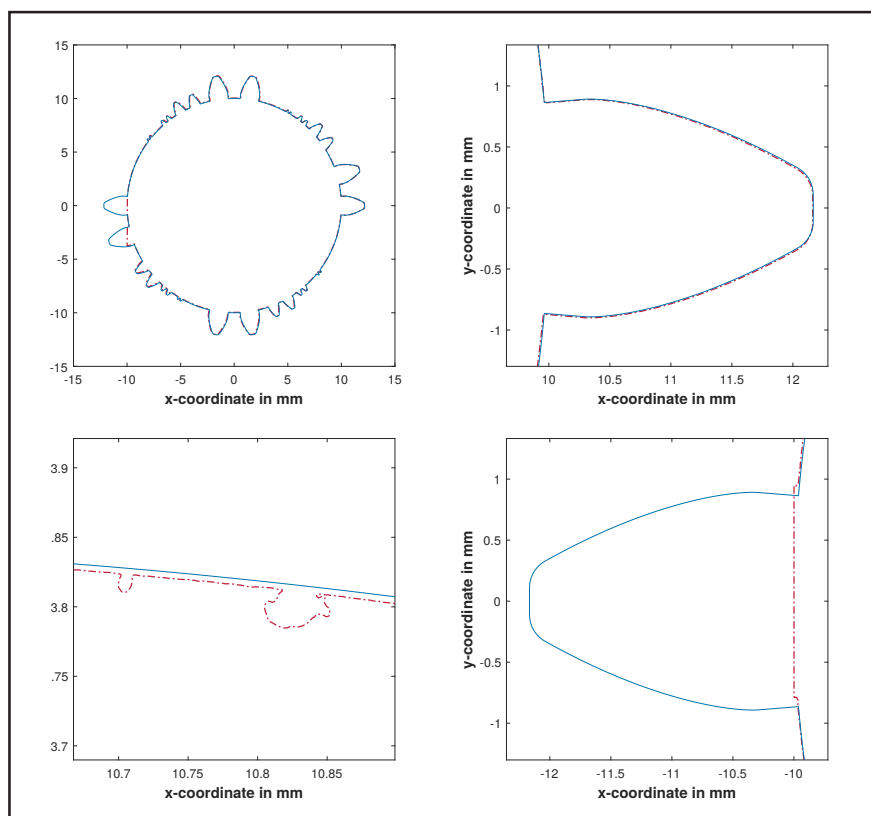 15
10
5
0
-5
-10
-15
-15 -10 -5 0 5 10 15
x-coordinate in mm
y-coordinate in mm
1
0.5
0
-0.5
-1
10 10.5 11 11.5 12
x-coordinate in mm
3.9
.85
3.8
.75
3.7
10.7 10.75 10.8 10.85
x-coordinate in mm
y-coordinate in mm
1
0.5
0
-0.5
-1
-12 -11.5 -11 -10.5 -10
x-coordinate in mm